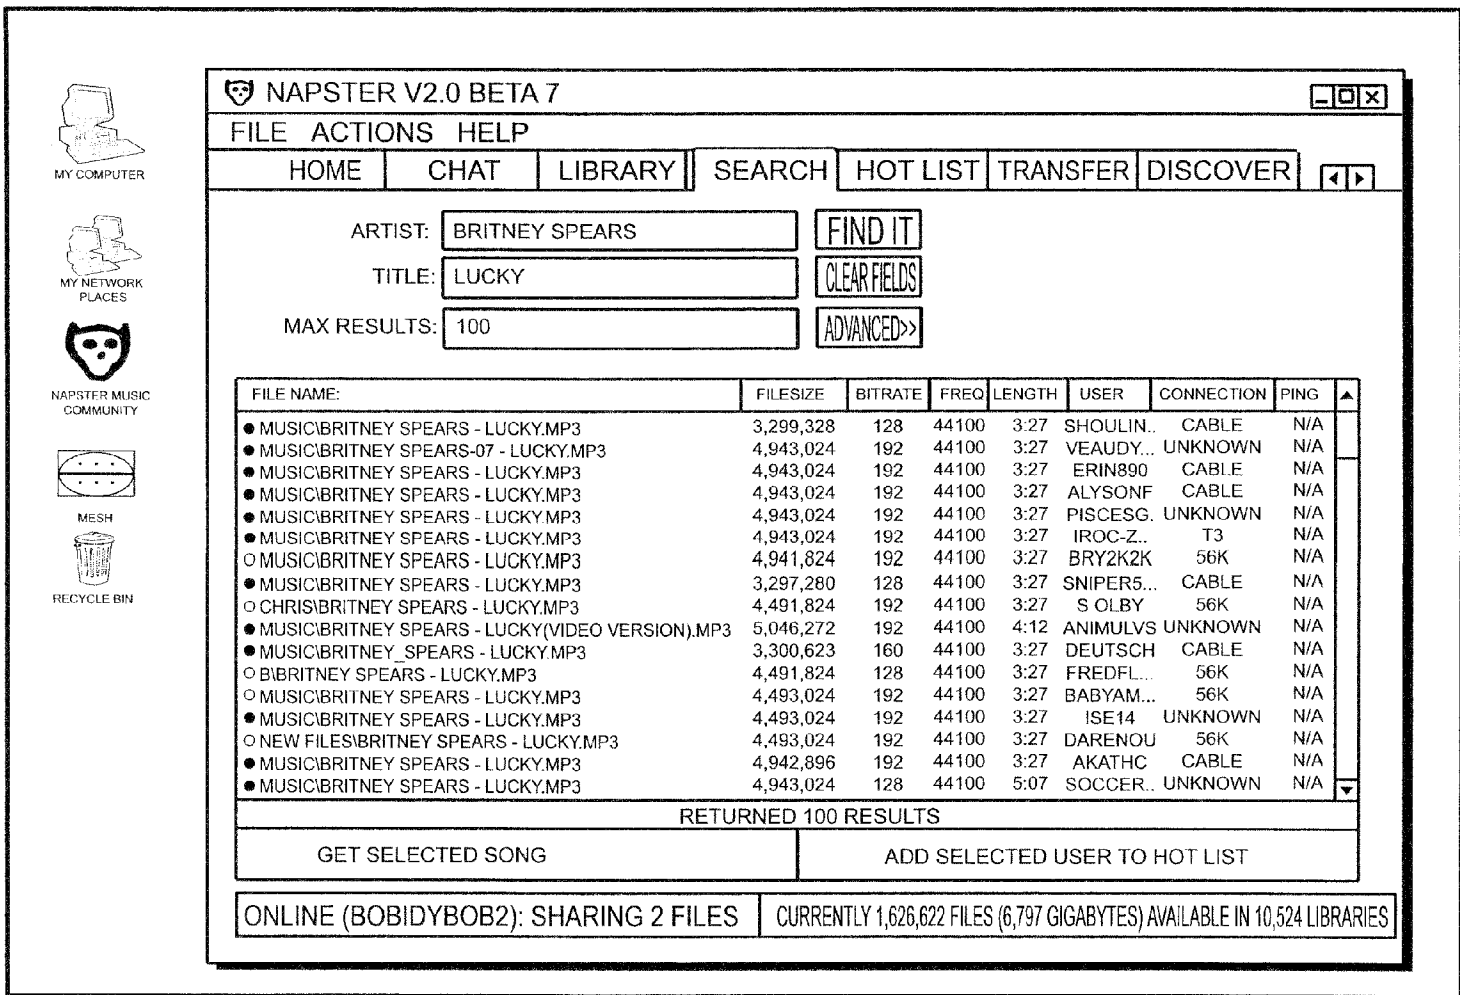 NAPSTER V2.0 BETA 7
FILE ACTIONS HELP
HOME CHAT LIBRARY SEARCH HOT LIST TRANSFER DISCOVER
MY COMPUTER
MY NETWORK
PLACES
NAPSTER MUSIC
COMMUNITY
MESH
RECYCLE BIN
ARTIST: BRITNEY SPEARS FIND IT
TITLE: LUCKY CLEAR FIELDS
MAX RESULTS: 100 ADVANCED>>
FILE NAME: FILESIZE BITRATE FREQ LENGTH USER CONNECTION PING
MUSIC\BRITNEY SPEARS - LUCKY.MP3 3,299,328 128 44100 3:27 SHOULIN.. CABLE N/A
MUSIC\BRITNEY SPEARS-07 - LUCKY.MP3 4,943,024 192 44100 3:27 VEAUDY... UNKNOWN N/A
MUSIC\BRITNEY SPEARS - LUCKY.MP3 4,943,024 192 44100 3:27 ERIN890 CABLE N/A
MUSIC\BRITNEY SPEARS - LUCKY.MP3 4,943,024 192 44100 3:27 ALYSONF CABLE N/A
MUSIC\BRITNEY SPEARS - LUCKY.MP3 4,943,024 192 44100 3:27 PISCESG. UNKNOWN N/A
MUSIC\BRITNEY SPEARS - LUCKY.MP3 4,943,024 192 44100 3:27 IROC-Z.. T3 N/A
MUSIC\BRITNEY SPEARS - LUCKY.MP3 4,941,824 192 44100 3:27 BRY2K2K 56K N/A
MUSIC\BRITNEY SPEARS - LUCKY.MP3 3,297,280 128 44100 3:27 SNIPER5... CABLE N/A
CHRIS\BRITNEY SPEARS - LUCKY.MP3 4,491,824 192 44100 3:27 S OLBY 56K N/A
MUSIC\BRITNEY SPEARS - LUCKY(VIDEO VERSION).MP3 5,046,272 192 44100 4:12 ANIMULVS UNKNOWN N/A
MUSIC\BRITNEY_SPEARS - LUCKY.MP3 3,300,623 160 44100 3:27 DEUTSCH CABLE N/A
B\BRITNEY SPEARS - LUCKY.MP3 4,491,824 128 44100 3:27 FREDFL... 56K N/A
MUSIC\BRITNEY SPEARS - LUCKY.MP3 4,493,024 192 44100 3:27 BABYAM... 56K N/A
MUSIC\BRITNEY SPEARS - LUCKY.MP3 4,493,024 192 44100 3:27 ISE14 UNKNOWN N/A
NEW FILES\BRITNEY SPEARS - LUCKY.MP3 4,493,024 192 44100 3:27 DARENOU 56K N/A
MUSIC\BRITNEY SPEARS - LUCKY.MP3 4,942,896 192 44100 3:27 AKATHC CABLE N/A
MUSIC\BRITNEY SPEARS - LUCKY.MP3 4,943,024 128 44100 5:07 SOCCER.. UNKNOWN N/A
RETURNED 100 RESULTS
GET SELECTED SONG ADD SELECTED USER TO HOT LIST
ONLINE (BOBIDYBOB2): SHARING 2 FILES CURRENTLY 1,626,622 FILES (6,797 GIGABYTES) AVAILABLE IN 10,524 LIBRARIES